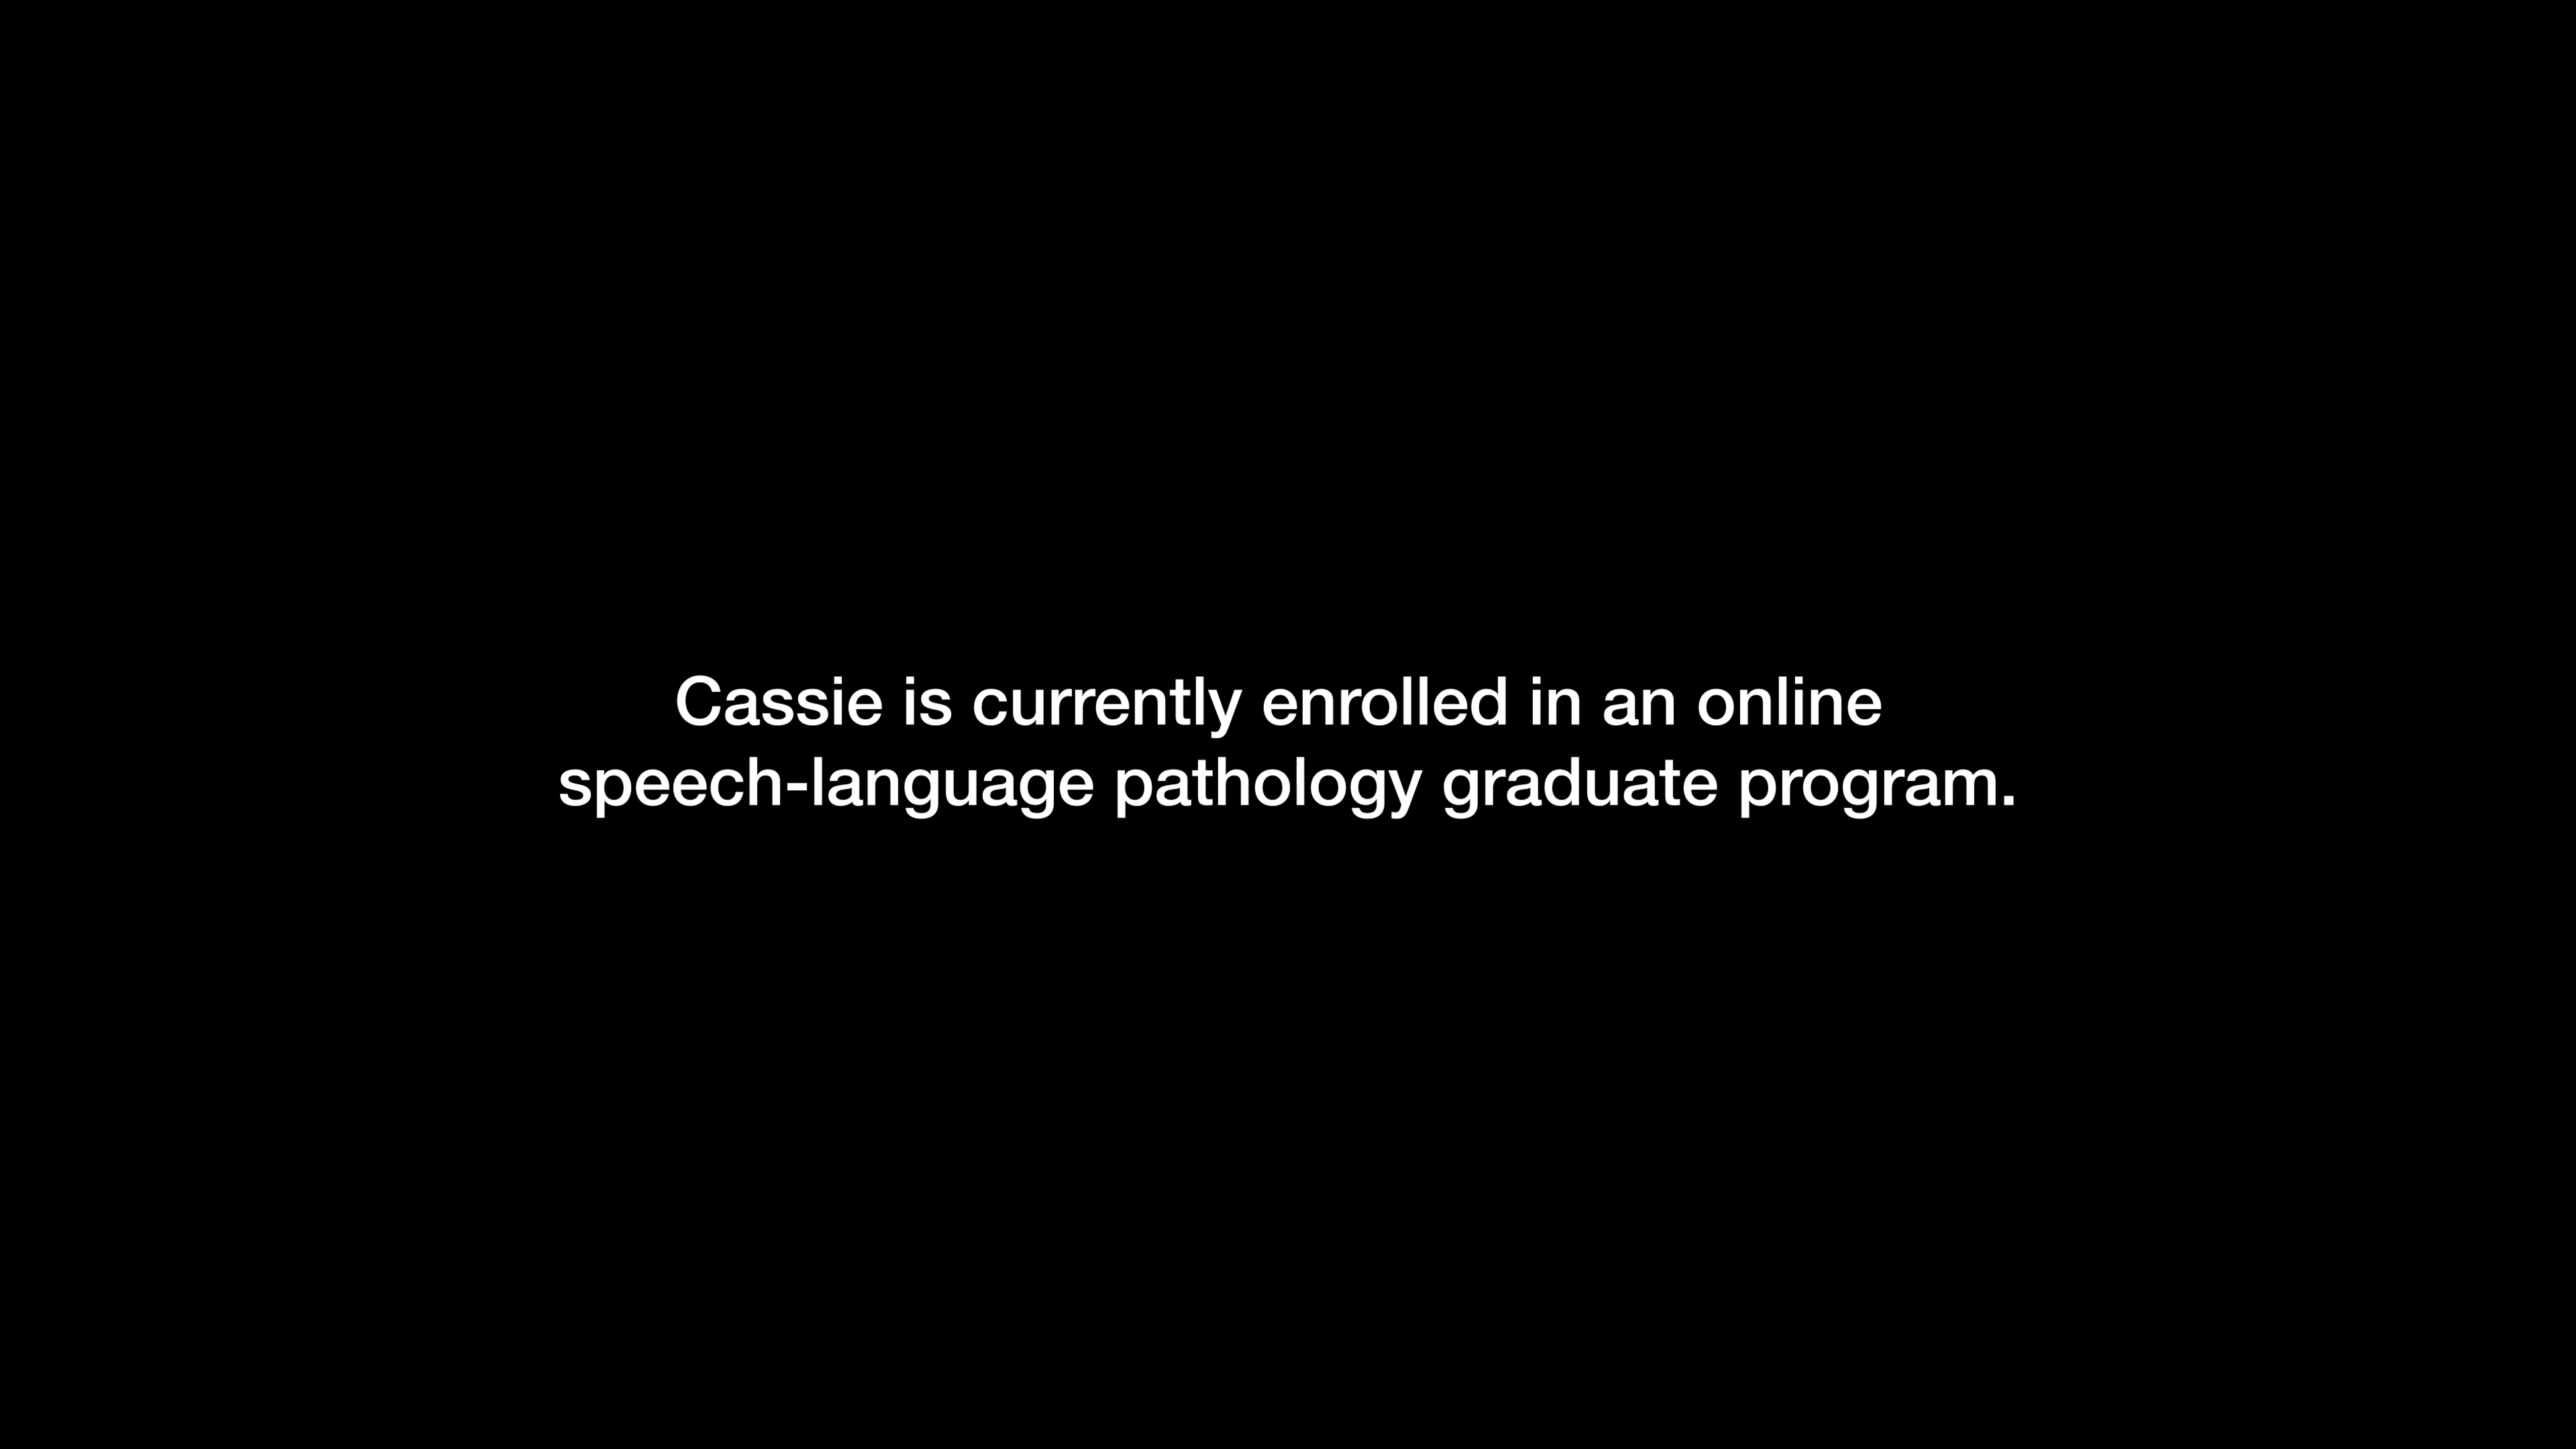 Cassie is currently enrolled in an online
speech-language pathology graduate program.